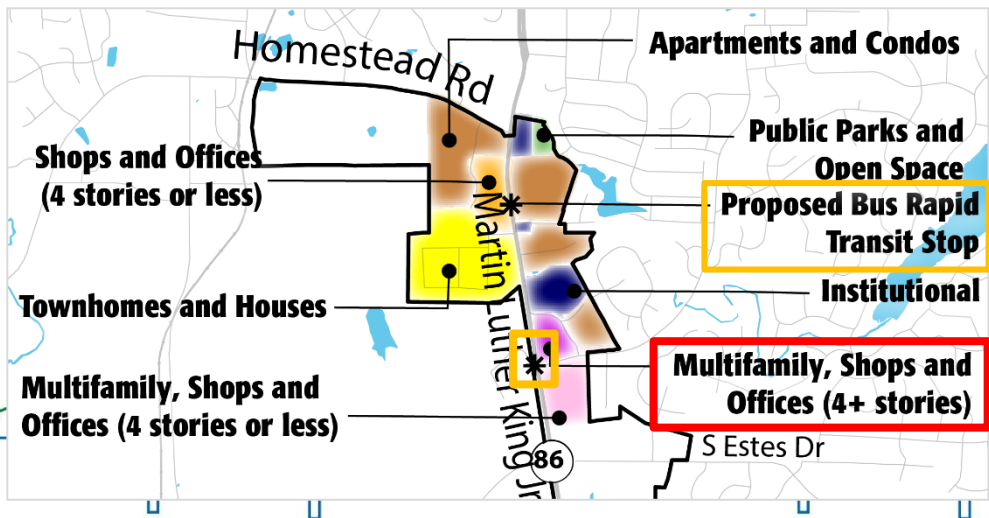 Homestead Rd
Apartments and Condos
Public Parks and
Open Space
Shops and Offices
(4 stories or less)
Proposed Bus Rapid
Transit Stop
Martin Luther King Jr
Institutional
Townhomes and Houses
Multifamily, Shops and
Offices (4+ stories)
Multifamily, Shops and
Offices (4 stories or less)
S Estes Dr
86